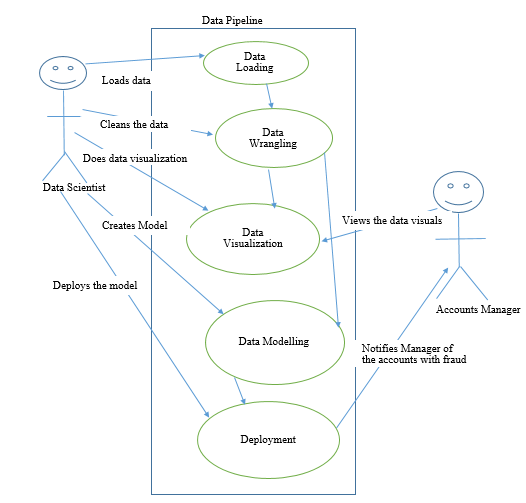 Data Pipeline
Data
Loading
Loads data
Cleans the data
Data
Wrangling
Does data visualization
Data Scientist
Creates Model
Data
Visualization
Views the data visuals
Deploys the model
Accounts Manager
Data Modelling
Notifies Manager of
the accounts with fraud
Deployment